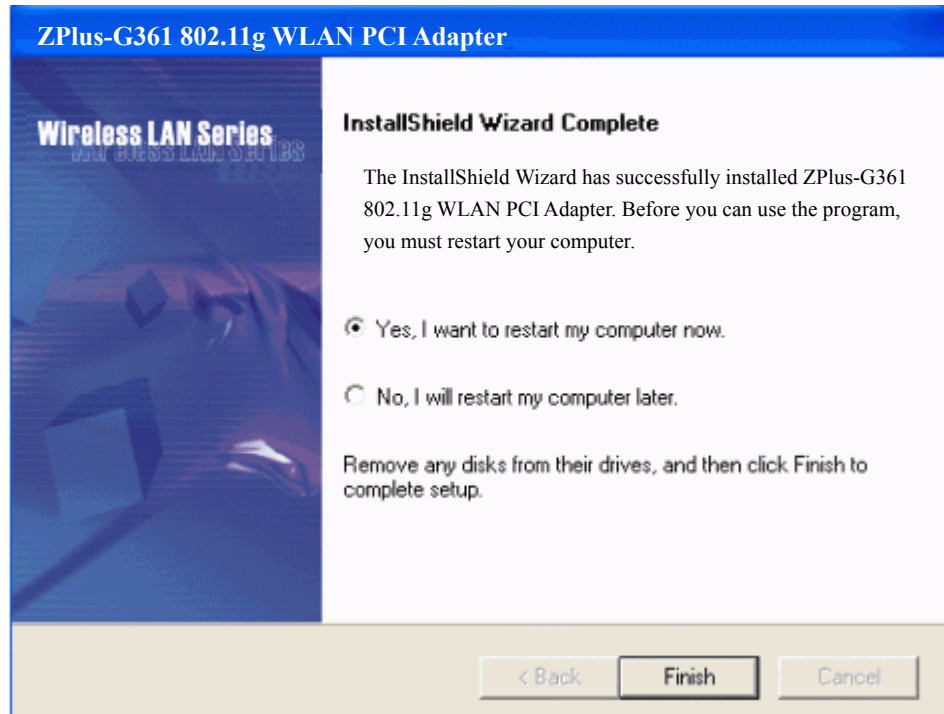 ZPlus-G361 802.11g WLAN PCI Adapter
Wireless LAN Series
InstallShield Wizard Complete
The InstallShield Wizard has successfully installed ZPlus-G361
802.11g WLAN PCI Adapter. Before you can use the program,
you must restart your computer.
Yes, I want to restart my computer now.
No, I will restart my computer later.
Remove any disks from their drives, and then click Finish to
complete setup.
< Back
Finish
Cancel